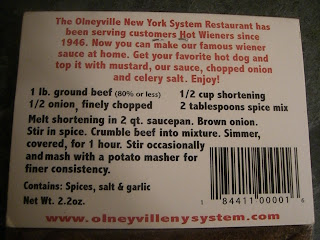 The Olneyville New York System Restaurant has
been serving customers Hot Wieners since
1946. Now you can make our famous wiener
sauce at home. Get your favorite hot dog and
top it with mustard, our sauce, chopped onion
and celery salt. Enjoy!
1 lb. ground beef (80% or less)
1/2 cup shortening
1/2 onion, finely chopped
2 tablespoons spice mix
Melt shortening in 2 qt. saucepan. Brown onion.
Stir in spice. Crumble beef into mixture. Simmer,
covered, for 1 hour. Stir occasionally
and mash with a potato masher for
finer consistency.
Contains: Spices, salt & garlic
Net Wt. 2.2oz.
1 84411 00001 6
www.olneyvillenysystem.com